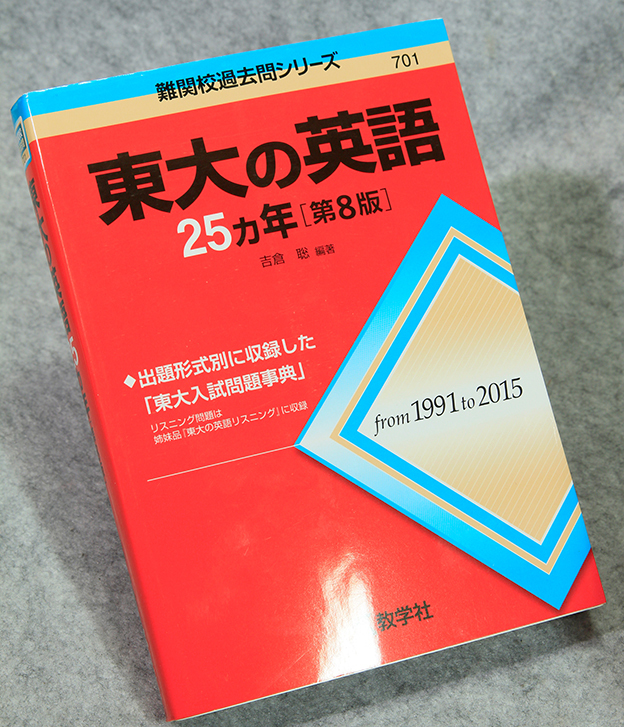 難関校過去問シリーズ
701
東大の英語
25カ年[第8版]
吉倉 聡 編著
◆出題形式別に収録した
「東大入試問題事典」
リスニング問題は
姉妹品『東大の英語リスニング』に収録
from 1991 to 2015
教学社